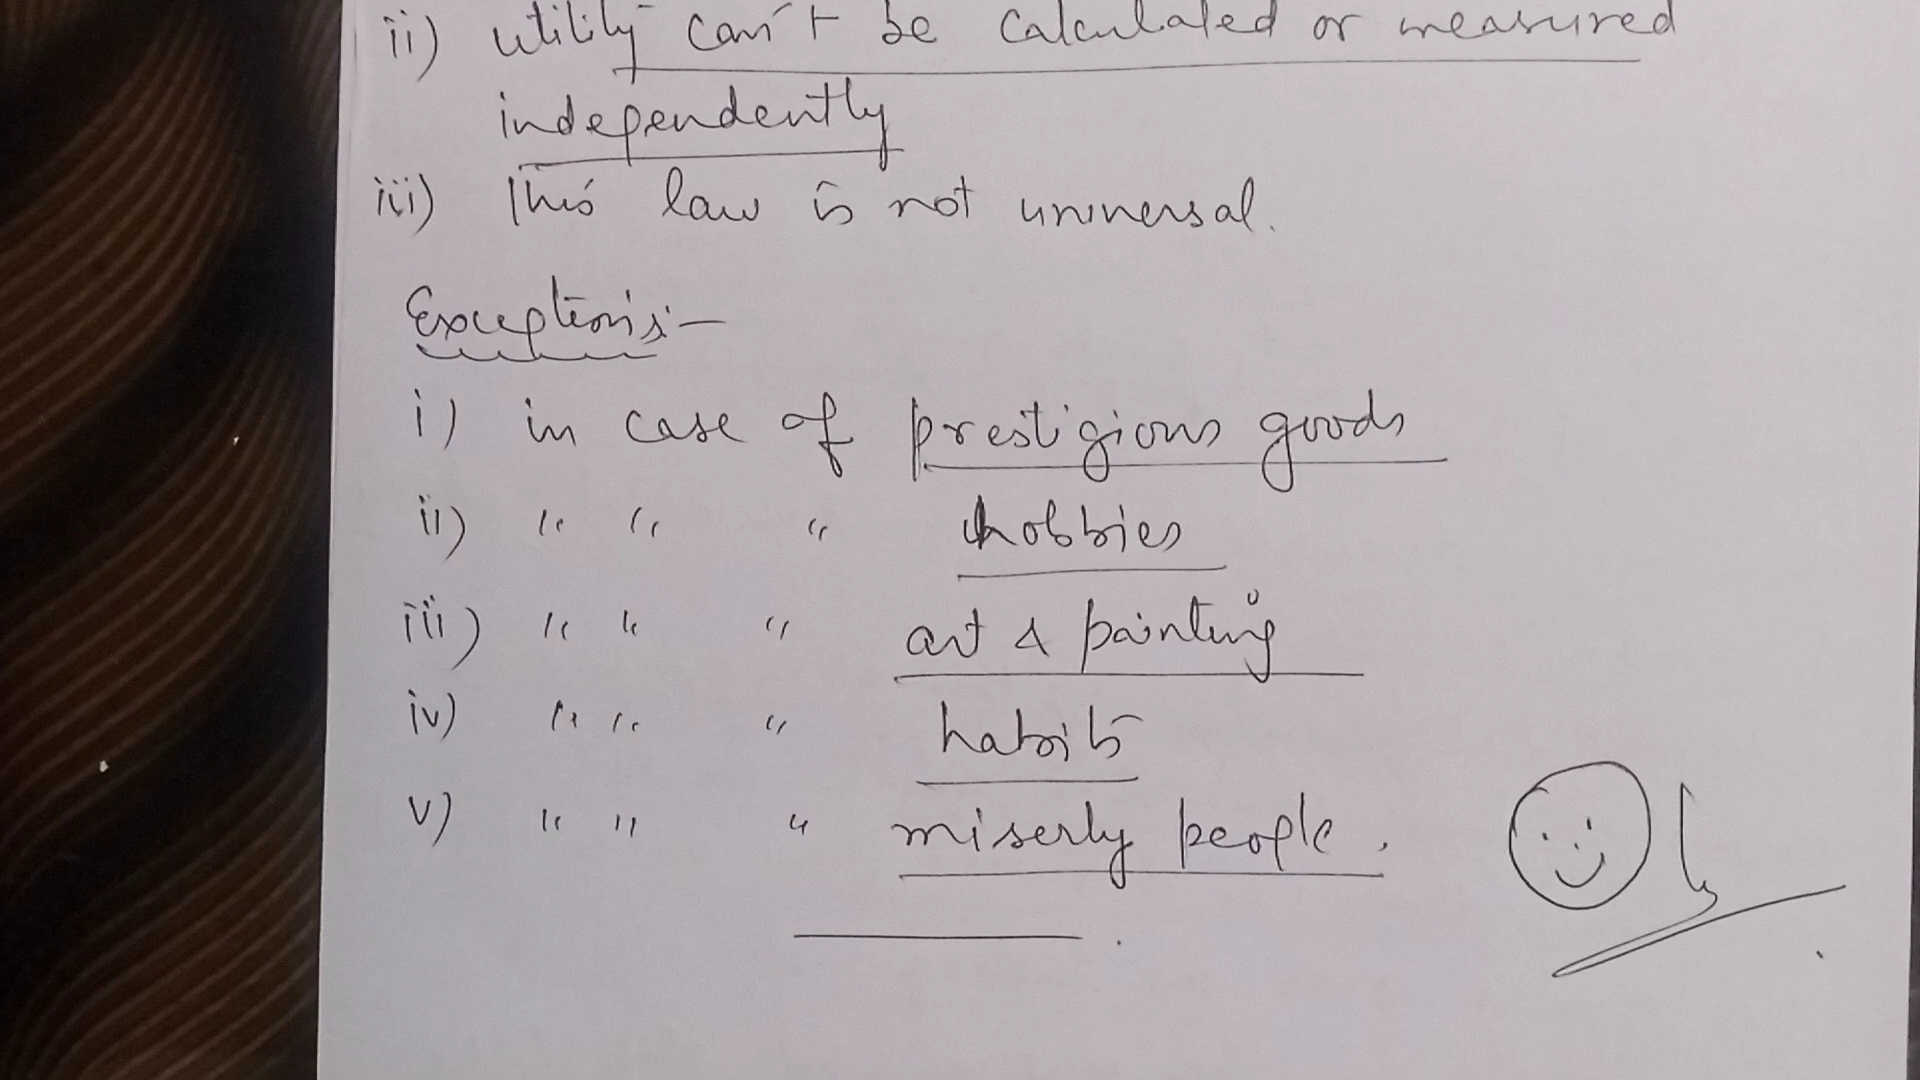 ii) utility can't be calculated or measured
independently
iii) This law is not universal.
Exceptions:-
i) in case of prestigious goods
ii) " " " hobbies
iii) " " " art & painting
iv) " " " habits
v) " " " miserly people.